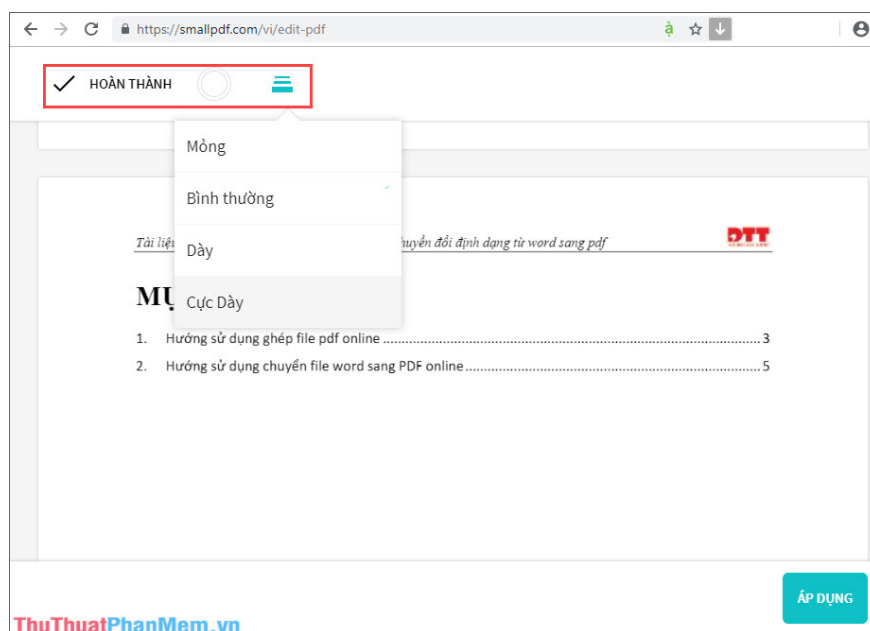 https://smallpdf.com/vi/edit-pdf
HOÀN THÀNH
Mỏng
Bình thường
Dày
Cực Dày
Tài liệ
huyển đổi định dạng từ word sang pdf
DTT
MỤ
1. Hướng sử dụng ghép file pdf online 3
2. Hướng sử dụng chuyển file word sang PDF online 5
ÁP DỤNG
ThuThuatPhanMem.vn